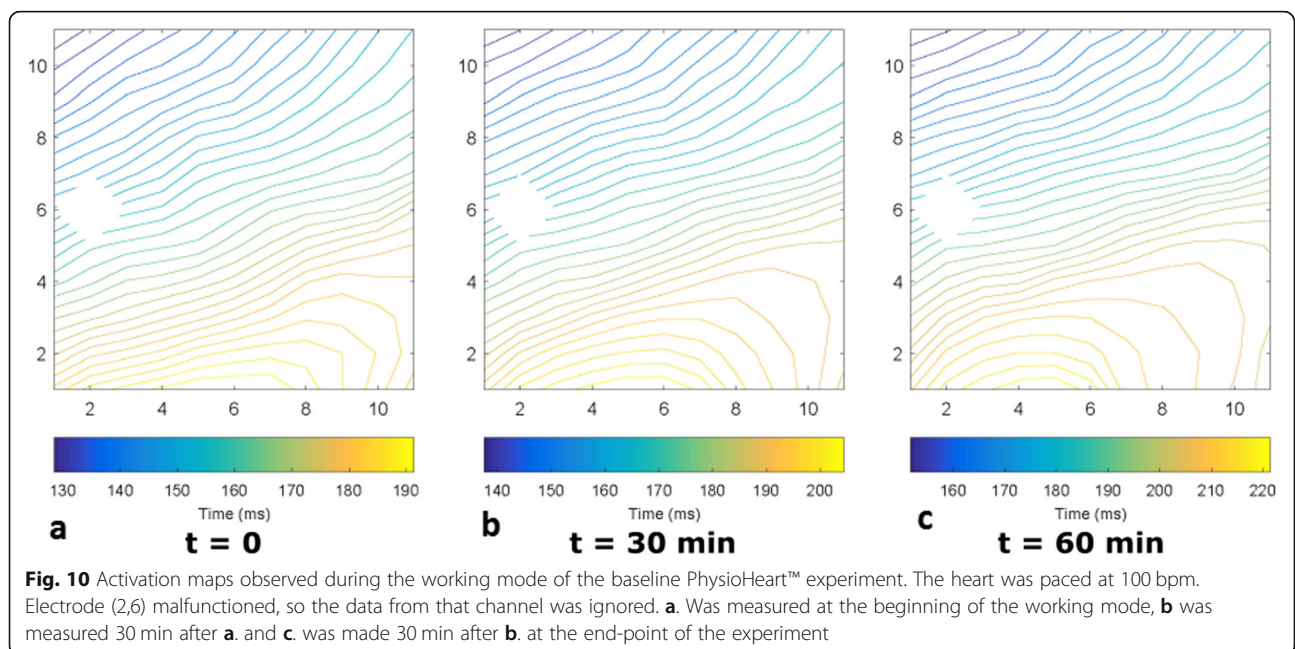 10
8
6
4
2
2 4 6 8 10
130 140 150 160 170 180 190
Time (ms)
a
t = 0
10
8
6
4
2
2 4 6 8 10
140 150 160 170 180 190 200
Time (ms)
b
t = 30 min
10
8
6
4
2
2 4 6 8 10
160 170 180 190 200 210 220
Time (ms)
c
t = 60 min
Fig. 10 Activation maps observed during the working mode of the baseline PhysioHeart™ experiment. The heart was paced at 100 bpm.
Electrode (2,6) malfunctioned, so the data from that channel was ignored. a. Was measured at the beginning of the working mode, b was
measured 30 min after a. and c. was made 30 min after b. at the end-point of the experiment